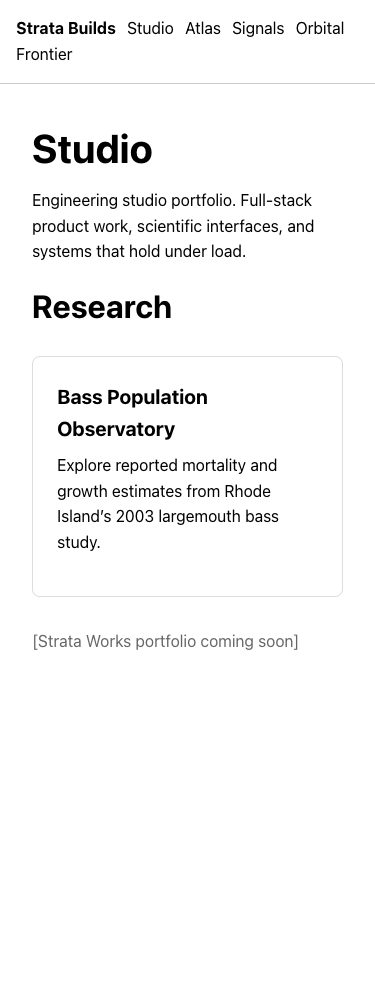 Strata Builds Studio Atlas Signals Orbital
Frontier
Studio
Engineering studio portfolio. Full-stack
product work, scientific interfaces, and
systems that hold under load.
Research
Bass Population
Observatory
Explore reported mortality and
growth estimates from Rhode
Island’s 2003 largemouth bass
study.
[Strata Works portfolio coming soon]